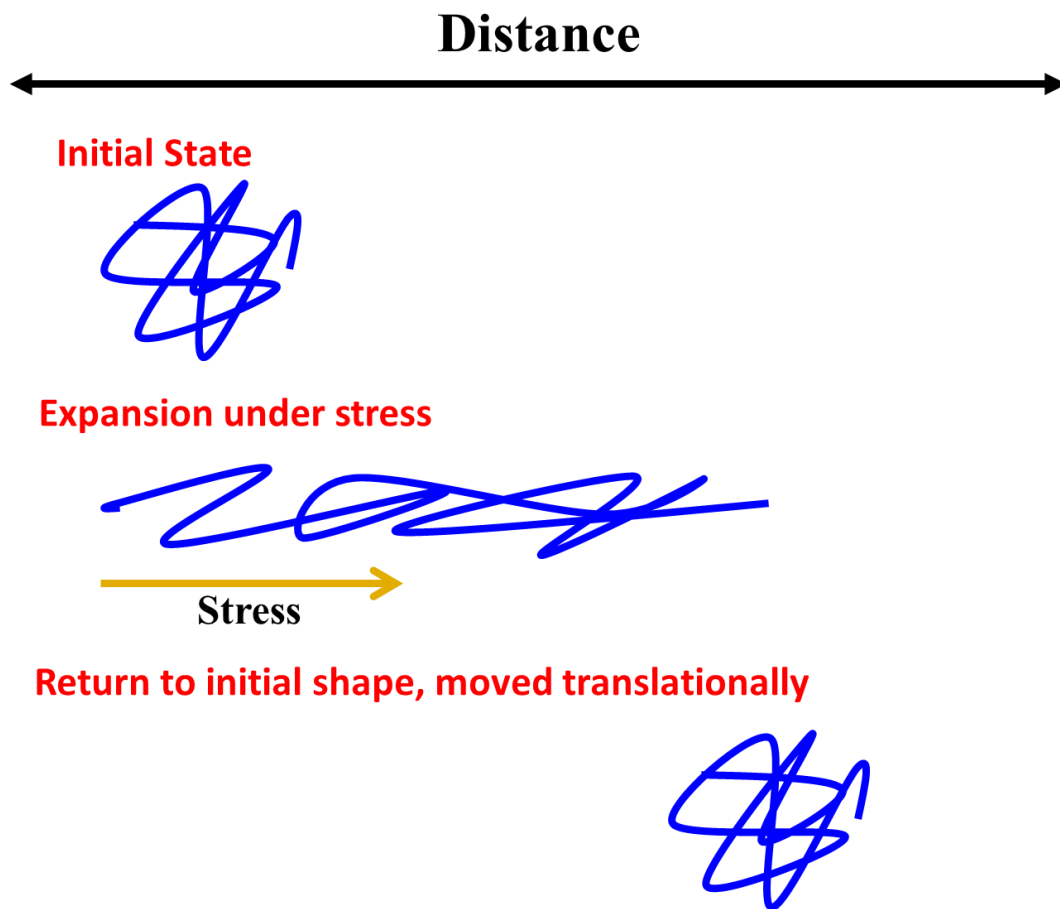 Distance
Initial State
Expansion under stress
Stress
Return to initial shape, moved translationally